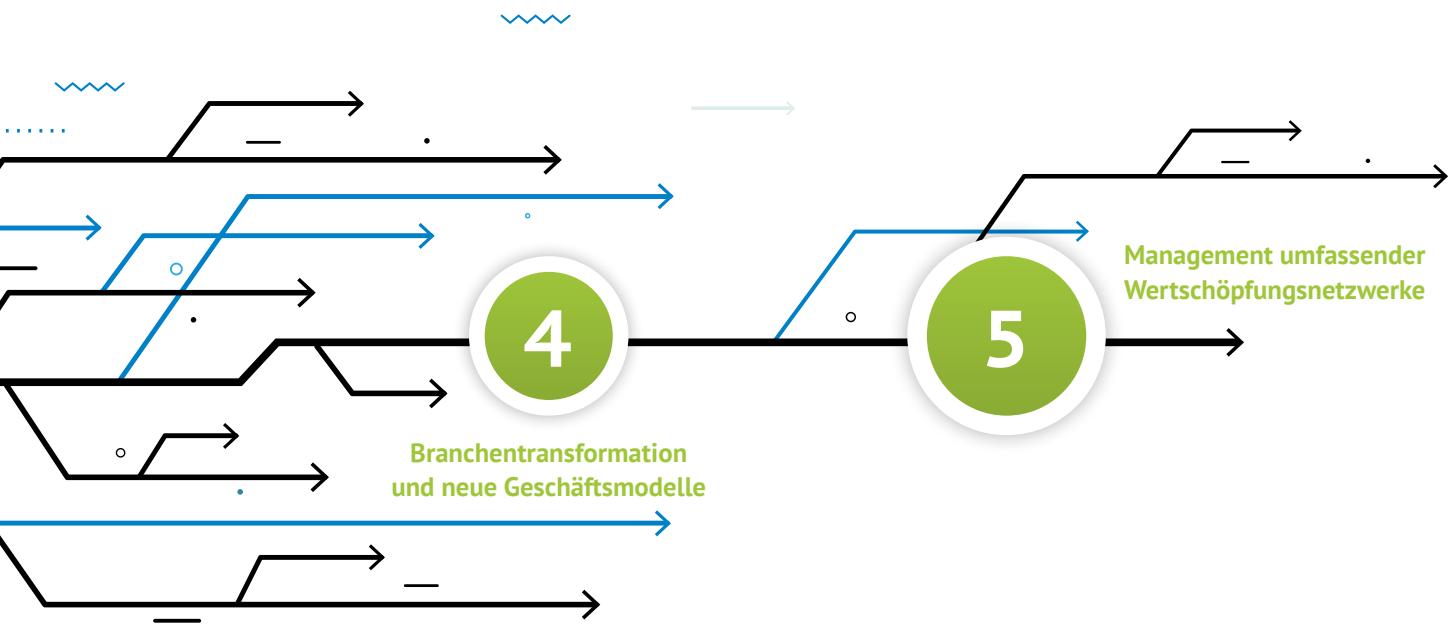 4
Branchentransformation
und neue Geschäftsmodelle
5
Management umfassender
Wertschöpfungsnetzwerke